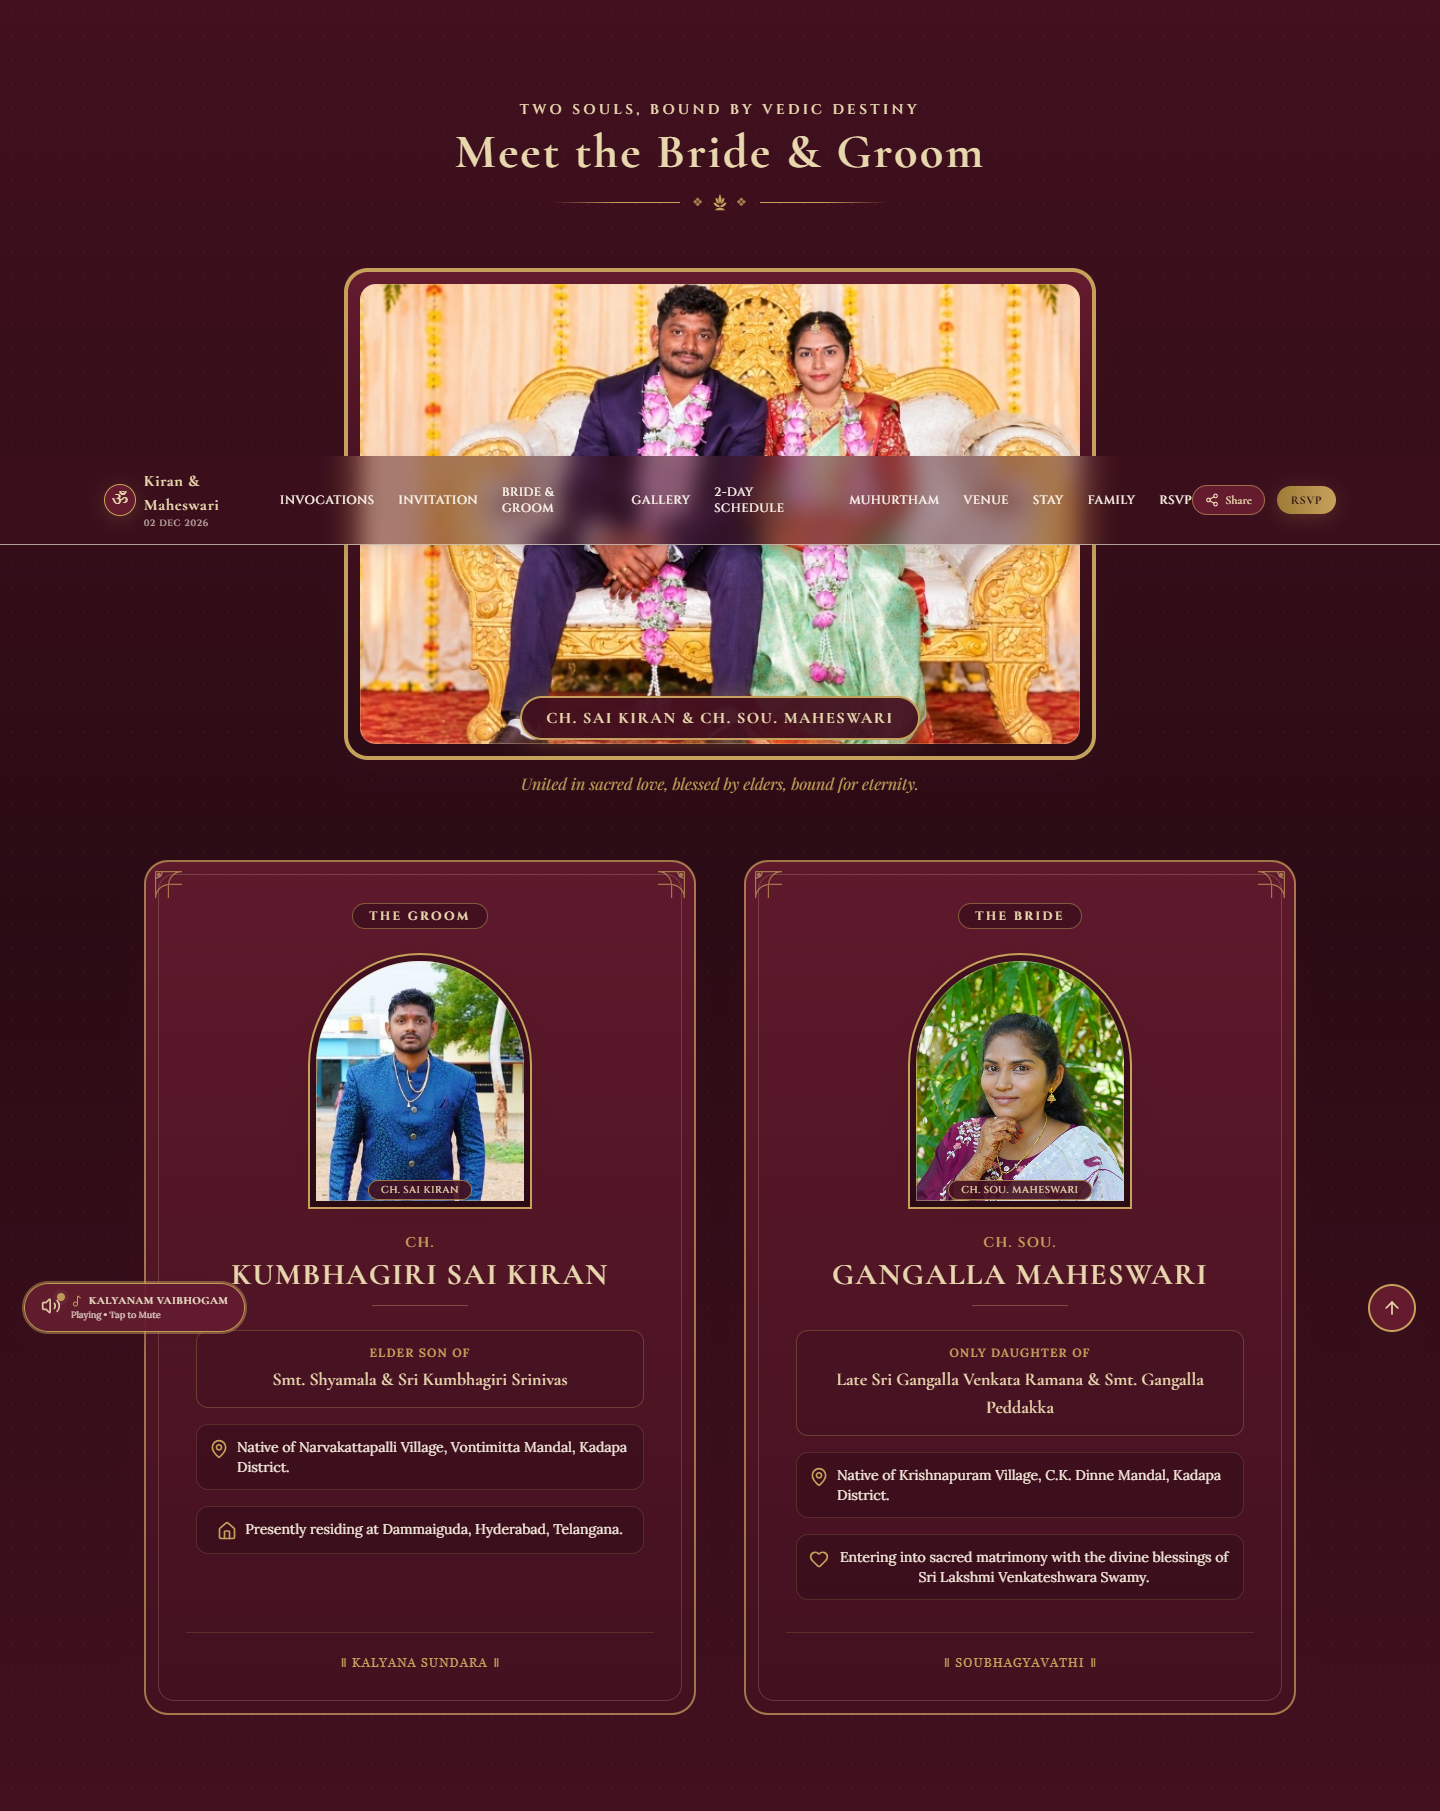 TWO SOULS, BOUND BY VEDIC DESTINY
Meet the Bride & Groom
ॐ
Kiran &
Maheswari
02 DEC 2026
INVOCATIONS
INVITATION
BRIDE &
GROOM
GALLERY
2-DAY
SCHEDULE
MUHURTHAM
VENUE
STAY
FAMILY
RSVP
Share
RSVP
CH. SAI KIRAN & CH. SOU. MAHESWARI
United in sacred love, blessed by elders, bound for eternity.
THE GROOM
CH. SAI KIRAN
CH.
KUMBHAGIRI SAI KIRAN
KALYANAM VAIBHOGAM
Playing • Tap to Mute
ELDER SON OF
Smt. Shyamala & Sri Kumbhagiri Srinivas
Native of Narvakattapalli Village, Vontimitta Mandal, Kadapa
District.
Presently residing at Dammaiguda, Hyderabad, Telangana.
॥ KALYANA SUNDARA ॥
THE BRIDE
CH. SOU. MAHESWARI
CH. SOU.
GANGALLA MAHESWARI
ONLY DAUGHTER OF
Late Sri Gangalla Venkata Ramana & Smt. Gangalla
Peddakka
Native of Krishnapuram Village, C.K. Dinne Mandal, Kadapa
District.
Entering into sacred matrimony with the divine blessings of
Sri Lakshmi Venkateshwara Swamy.
॥ SOUBHAGYAVATHI ॥